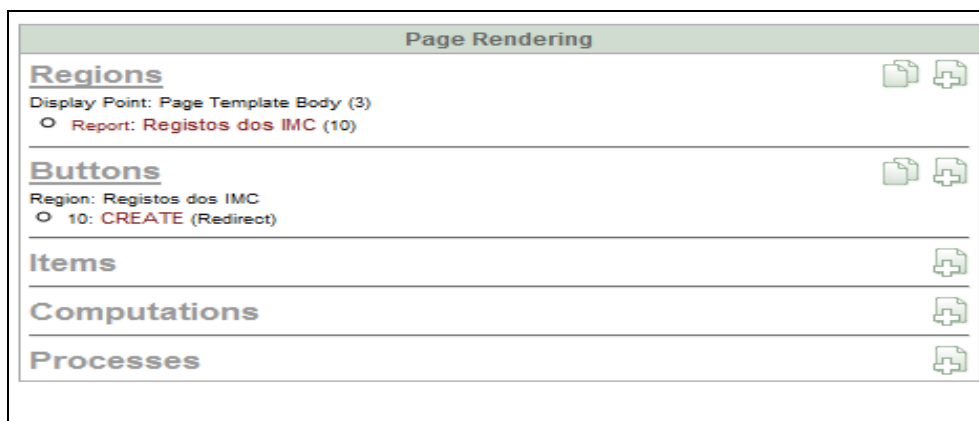 Page Rendering
Regions
Display Point: Page Template Body (3)
Report: Registos dos IMC (10)
Buttons
Region: Registos dos IMC
10: CREATE (Redirect)
Items
Computations
Processes